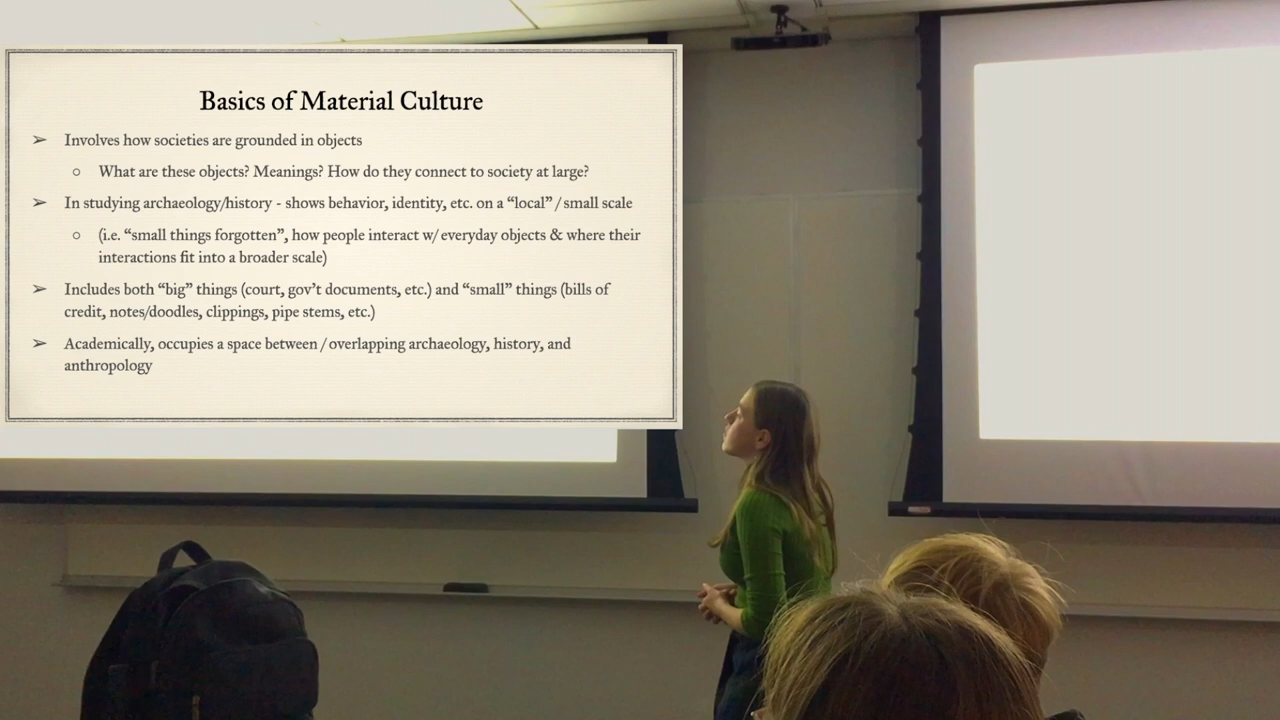 Basics of Material Culture
➢ Involves how societies are grounded in objects
○ What are these objects? Meanings? How do they connect to society at large?
➢ In studying archaeology/history - shows behavior, identity, etc. on a “local” / small scale
○ (i.e. “small things forgotten”, how people interact w/ everyday objects & where their
interactions fit into a broader scale)
➢ Includes both “big” things (court, gov’t documents, etc.) and “small” things (bills of
credit, notes/doodles, clippings, pipe stems, etc.)
➢ Academically, occupies a space between / overlapping archaeology, history, and
anthropology